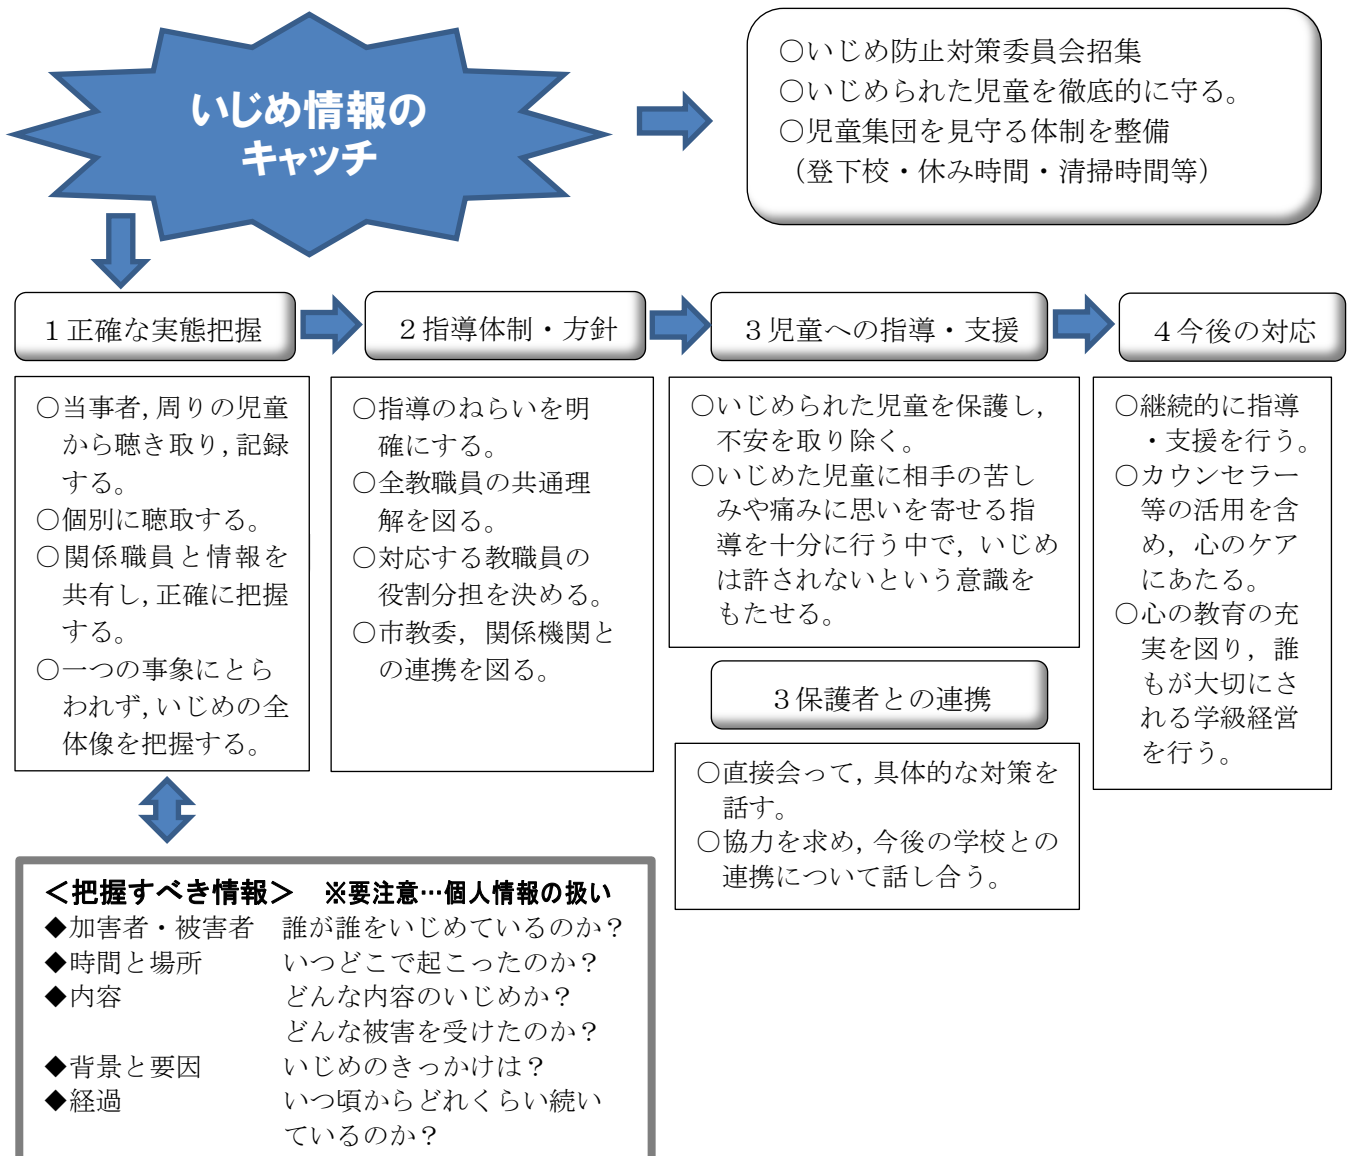 いじめ情報の
キャッチ
○いじめ防止対策委員会招集
○いじめられた児童を徹底的に守る。
○児童集団を見守る体制を整備
（登下校・休み時間・清掃時間等）
１正確な実態把握
○当事者,周りの児童
から聴き取り,記録
する。
○個別に聴取する。
○関係職員と情報を
共有し,正確に把握
する。
○一つの事象にとら
われず,いじめの全
体像を把握する。
２指導体制・方針
○指導のねらいを明
確にする。
○全教職員の共通理
解を図る。
○対応する教職員の
役割分担を決める。
○市教委，関係機関と
の連携を図る。
３児童への指導・支援
○いじめられた児童を保護し,
不安を取り除く。
○いじめた児童に相手の苦し
みや痛みに思いを寄せる指
導を十分に行う中で，いじめ
は許されないという意識を
もたせる。
３保護者との連携
○直接会って,具体的な対策を
話す。
○協力を求め,今後の学校との
連携について話し合う。
４今後の対応
○継続的に指導
・支援を行う。
○カウンセラー
等の活用を含
め，心のケア
にあたる。
○心の教育の充
実を図り，誰
もが大切にさ
れる学級経営
を行う。
＜把握すべき情報＞　※要注意…個人情報の扱い
◆加害者・被害者　誰が誰をいじめているのか？
◆時間と場所　いつどこで起こったのか？
◆内容　どんな内容のいじめか？
どんな被害を受けたのか？
◆背景と要因　いじめのきっかけは？
◆経過　いつ頃からどれくらい続い
ているのか？